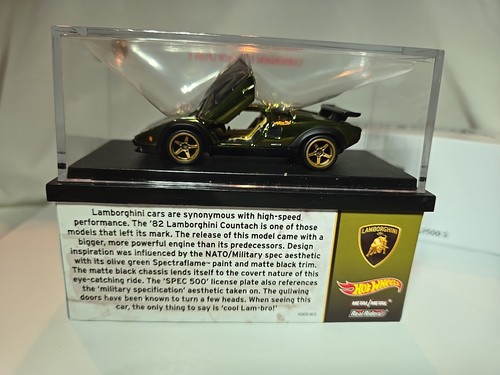 Lamborghini cars are synonymous with high-speed
performance. The '82 Lamborghini Countach is one of those
models that left its mark. The release of this model came with a
bigger, more powerful engine than its predecessors. Design
inspiration was influenced by the NATO/Military spec aesthetic
with its olive green Spectraflame™ paint and matte black trim.
The matte black chassis lends itself to the covert nature of this
eye-catching ride. The 'SPEC 500' license plate also references
the 'military specification' aesthetic taken on. The gullwing
doors have been known to turn a few heads. When seeing this
car, the only thing to say is 'cool Lam-bro!'
LAMBORGHINI
HOT WHEELS
METAL/METAL
Real Riders